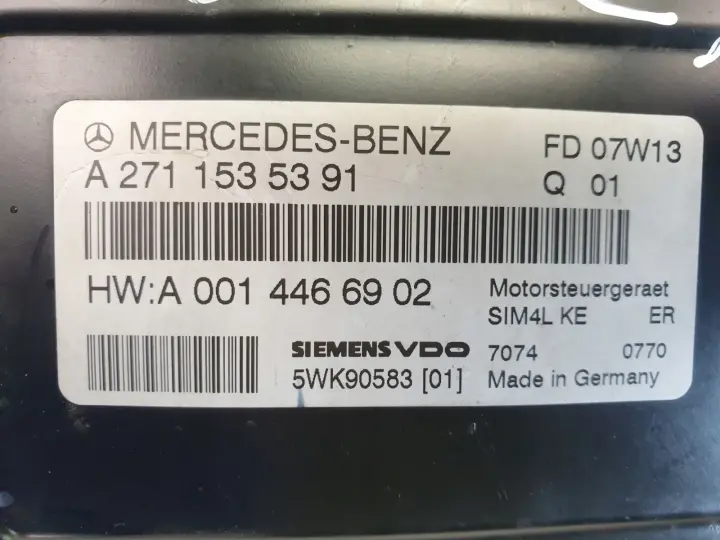 MERCEDES-BENZ
FD 07W13
A 271 153 53 91
Q 01
HW:A 001 446 69 02
Motorsteuergeraet
SIM4L KE ER
SIEMENS VDO
7074 0770
5WK90583 [01]
Made in Germany